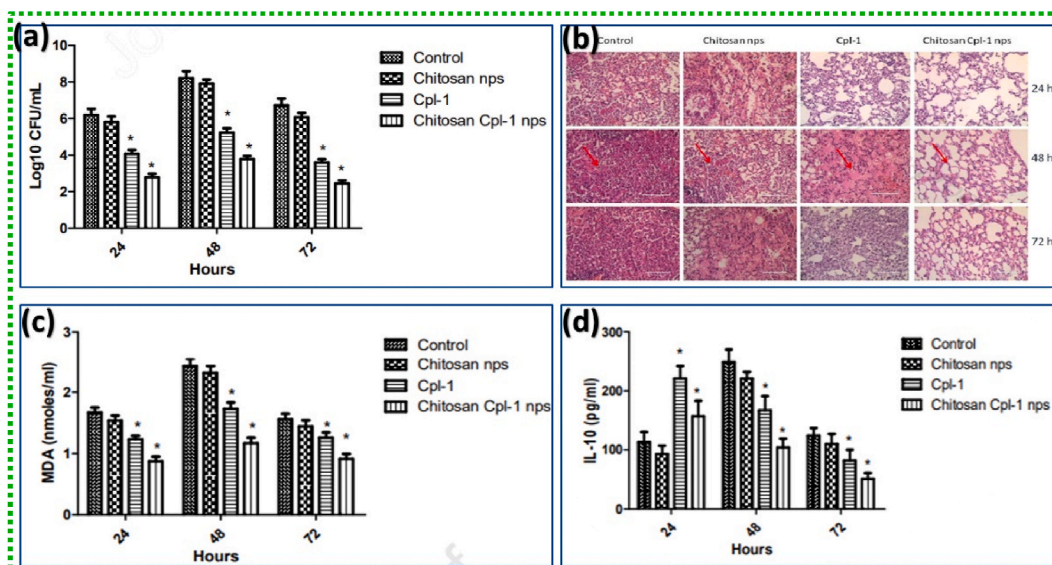 (a)
10
8
6
4
2
0
Log10 CFU/mL
24
48
72
Hours
Control
Chitosan nps
Cpl-1
Chitosan Cpl-1 nps
*
*
*
*
*
*
(b)
Control
Chitosan nps
Cpl-1
Chitosan Cpl-1 nps
24 h
48 h
72 h
(c)
3
2
1
0
MDA (nmoles/ml)
24
48
72
Hours
Control
Chitosan nps
Cpl-1
Chitosan Cpl-1 nps
*
*
*
*
*
*
(d)
300
200
100
0
IL-10 (pg/ml)
24
48
72
Hours
Control
Chitosan nps
Cpl-1
Chitosan Cpl-1 nps
*
*
*
*
*
*